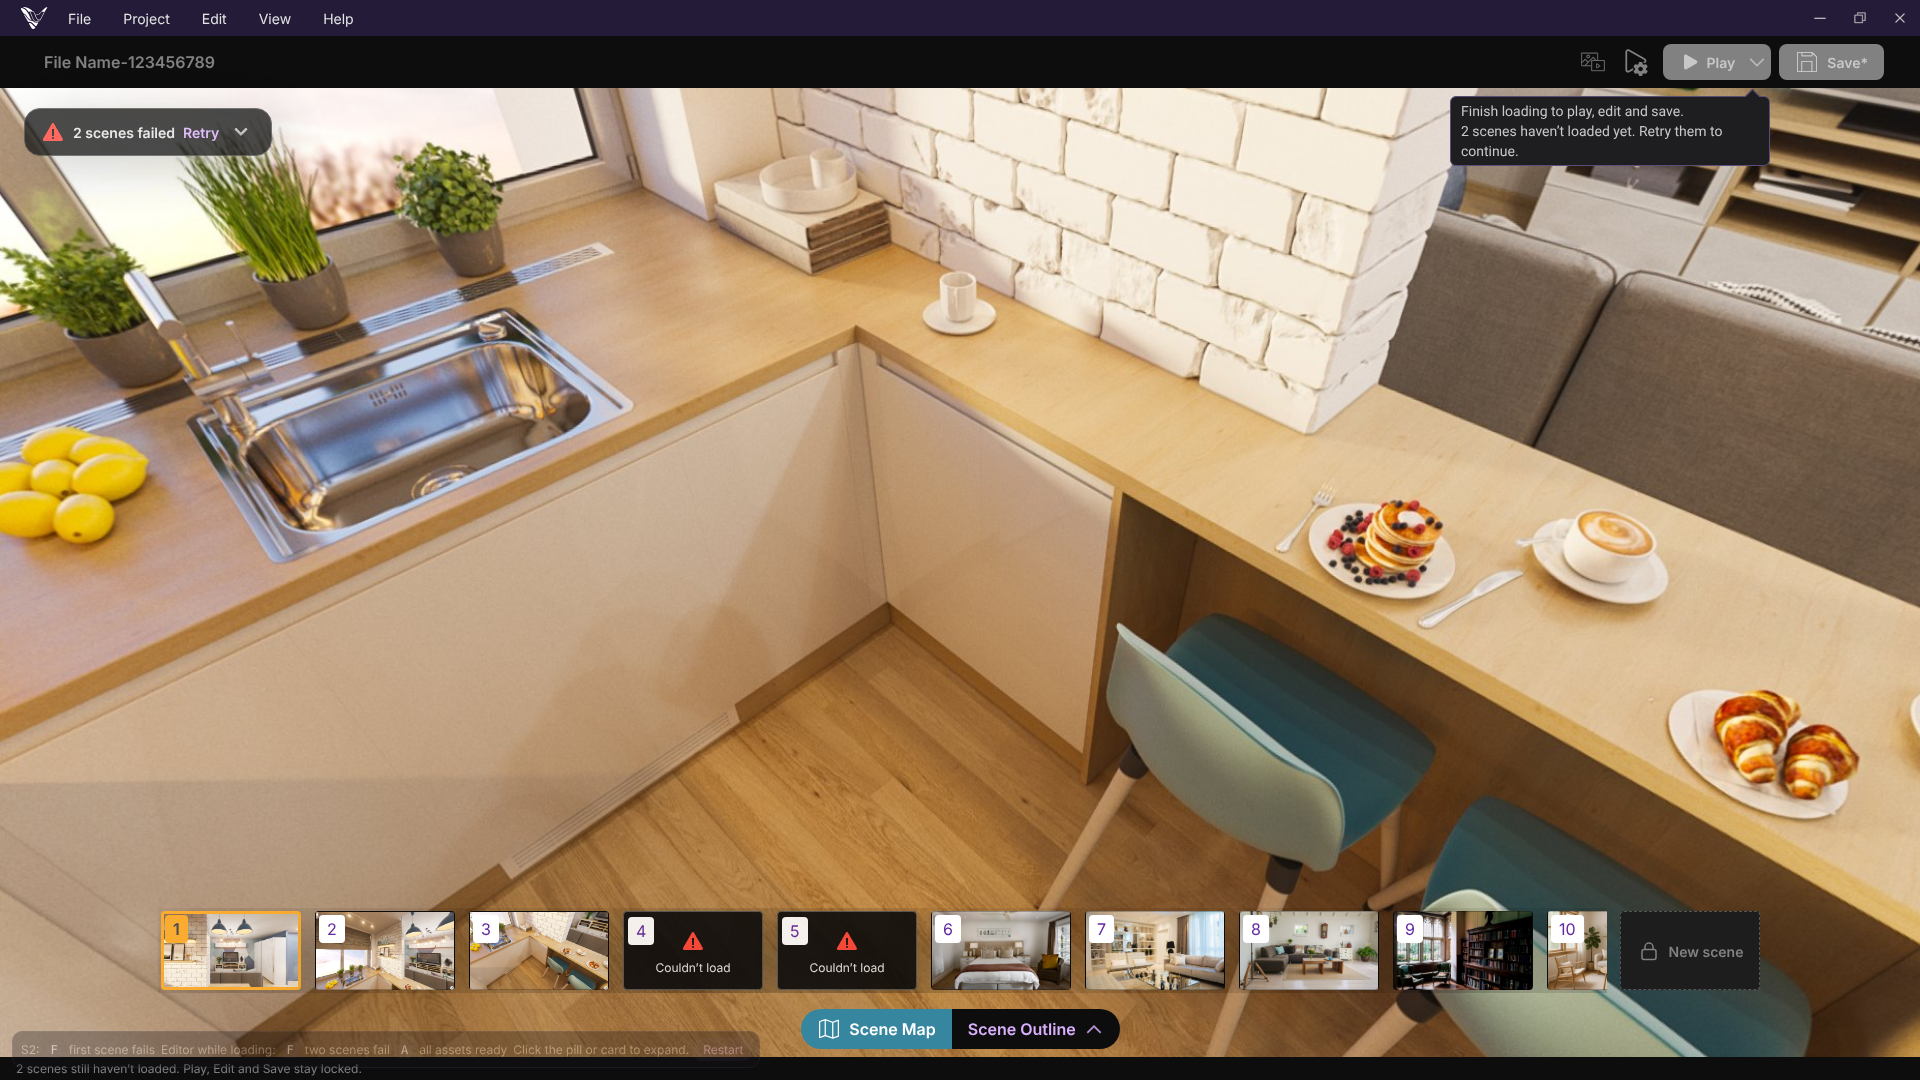 File Project Edit View Help
File Name-123456789
Play
Save*
Finish loading to play, edit and save.
2 scenes haven't loaded yet. Retry them to
continue.
2 scenes failed Retry
1
2
3
4
Couldn't load
5
Couldn't load
6
7
8
9
10
New scene
Scene Map
Scene Outline
S2: F first scene fails Editor while loading: F two scenes fail A all assets ready Click the pill or card to expand. Restart
2 scenes still haven't loaded. Play, Edit and Save stay locked.